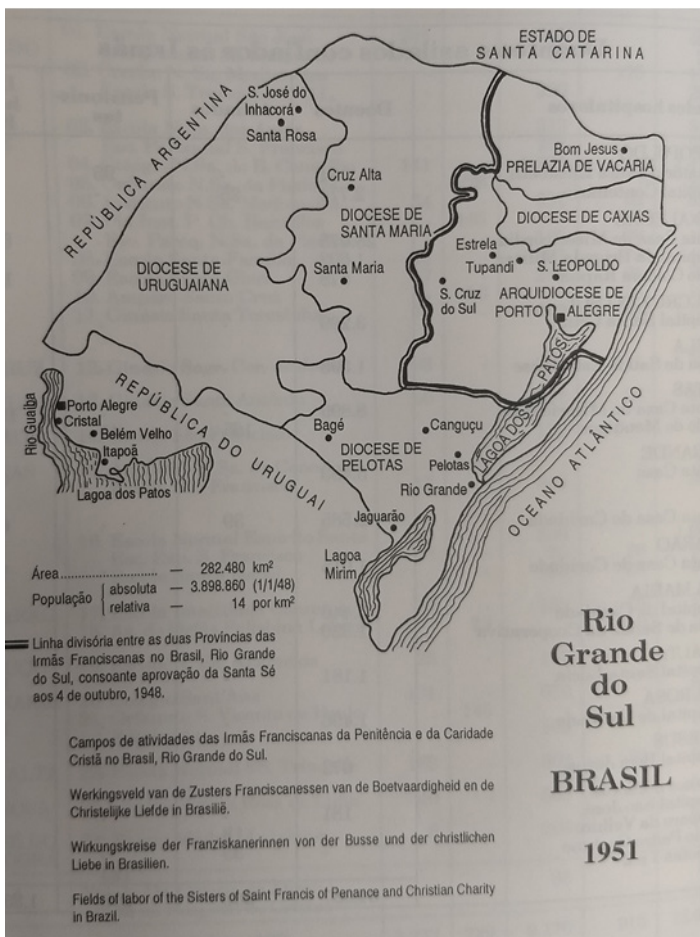 ESTADO DE
SANTA CATARINA
REPÚBLICA ARGENTINA
S. José do
Inhacorá
Santa Rosa
Bom Jesus
PRELAZIA DE VACARIA
Cruz Alta
DIOCESE DE
SANTA MARIA
DIOCESE DE CAXIAS
Estrela
Tupandi
S. LEOPOLDO
DIOCESE DE
URUGUAIANA
Santa Maria
S. Cruz
do Sul
ARQUIDIOCESE DE
PORTO ALEGRE
LAGOA DOS PATOS
OCEANO ATLÂNTICO
REPÚBLICA DO URUGUAI
Rio Guaíba
Porto Alegre
Cristal
Belém Velho
Itapoã
Lagoa dos Patos
Bagé
Canguçu
DIOCESE DE
PELOTAS
Pelotas
Rio Grande
Jaguarão
Lagoa
Mirim
Área ............................ — 282.480 km²
População { absoluta — 3.898.860 (1/1/48)
relativa — 14 por km²
Linha divisória entre as duas Províncias das
Irmãs Franciscanas no Brasil, Rio Grande
do Sul, consoante aprovação da Santa Sé
aos 4 de outubro, 1948.
Rio
Grande
do
Sul
BRASIL
1951
Campos de atividades das Irmãs Franciscanas da Penitência e da Caridade
Cristã no Brasil, Rio Grande do Sul.
Werkingsveld van de Zusters Franciscanessen van de Boetvaardigheid en de
Christelijke Liefde in Brasilië.
Wirkungskreise der Franziskanerinnen von der Busse und der christlichen
Liebe in Brasilien.
Fields of labor of the Sisters of Saint Francis of Penance and Christian Charity
in Brazil.